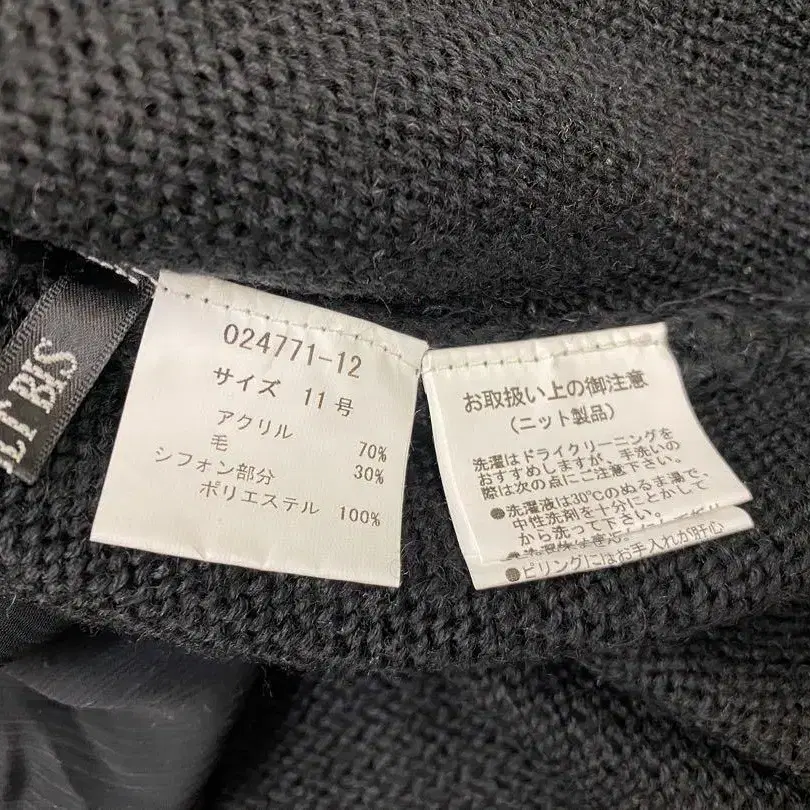 024771-12
サイズ 11号
アクリル 70%
毛 30%
シフォン部分
ポリエステル 100%
お取扱い上の御注意
(ニット製品)
洗濯はドライクリーニングを
おすすめしますが、手洗いの
際は次の点にご注意下さい。
●洗濯液は30℃のぬるま湯で、
中性洗剤を十分にとかして
から洗って下さい。
●ピリングにはお手入れが肝心
BIS